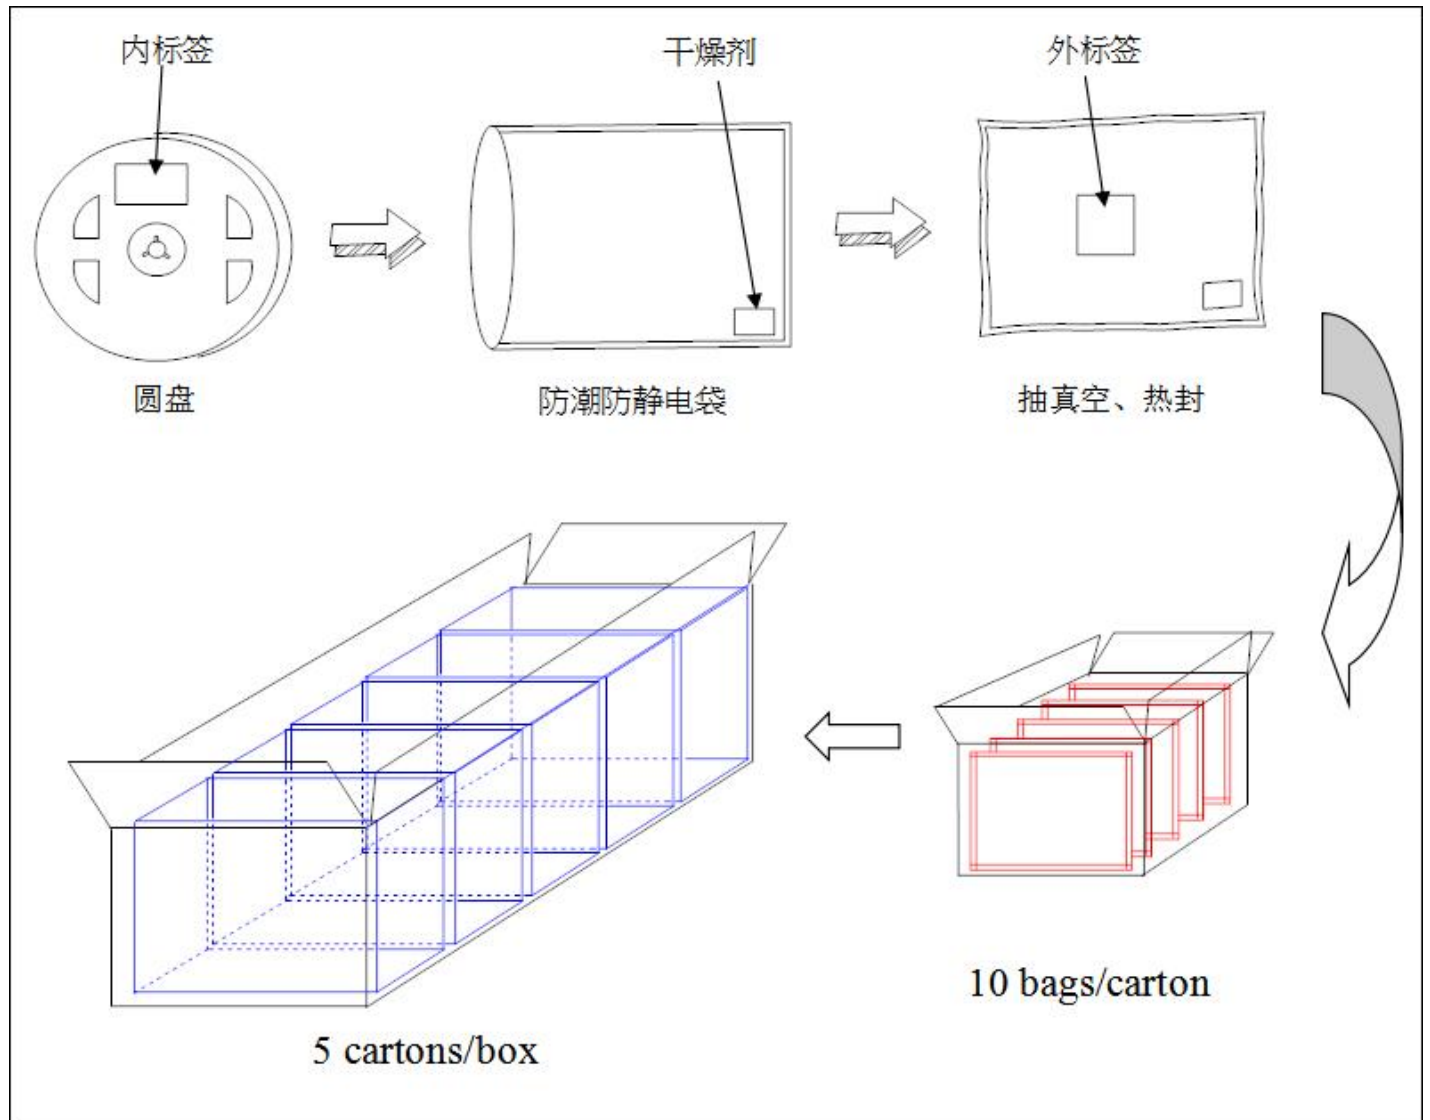 内标签
干燥剂
外标签
圆盘
防潮防静电袋
抽真空、热封
10 bags/carton
5 cartons/box